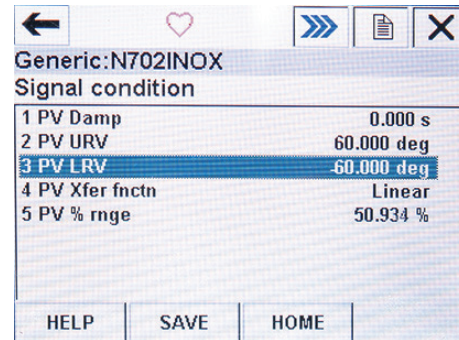 Generic:N702INOX
Signal condition
1 PV Damp 0.000 s
2 PV URV 60.000 deg
3 PV LRV -60.000 deg
4 PV Xfer fnctn Linear
5 PV % rnge 50.934 %
HELP SAVE HOME